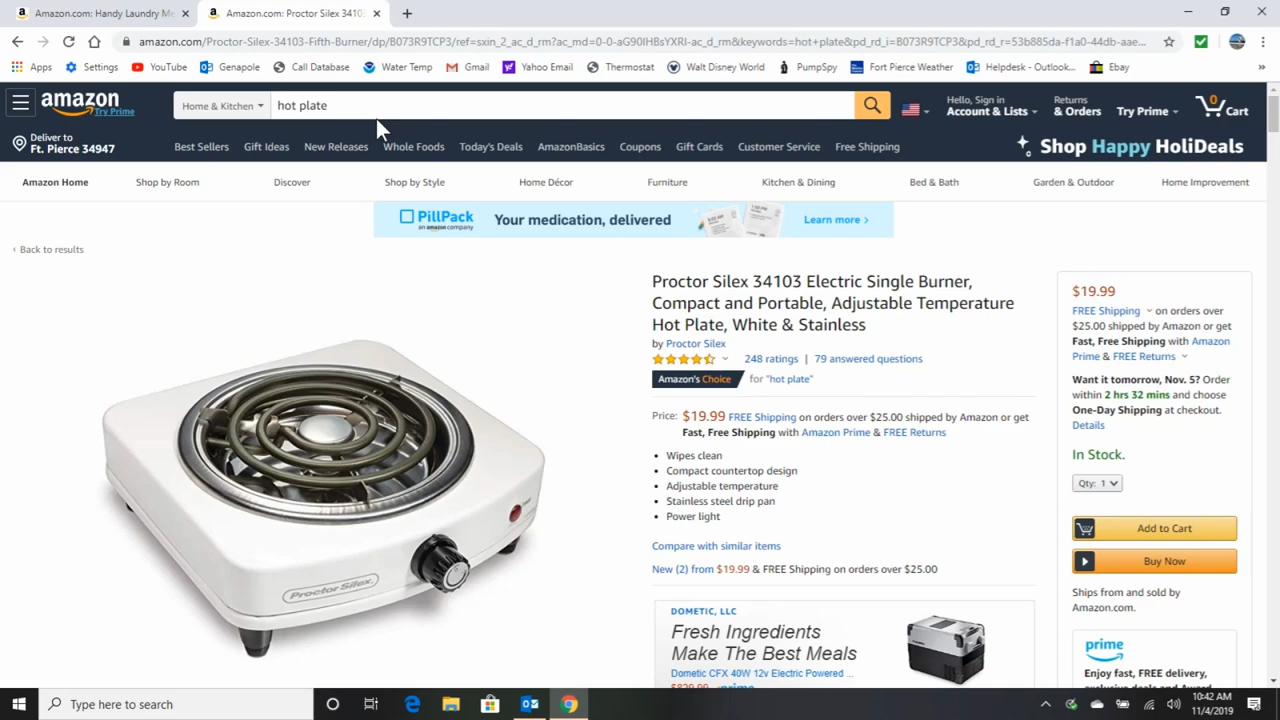 Amazon.com: Handy Laundry Me
Amazon.com: Proctor Silex 3410
amazon.com/Proctor-Silex-34103-Fifth-Burner/dp/B073R9TCP3/ref=sxin_2_ac_d_rm?ac_md=0-0-aG90IHBsYXRl-ac_d_rm&keywords=hot+plate&pd_rd_i=B073R9TCP3&pd_rd_r=53b885da-f1a0-44db-aae...
Apps Settings YouTube Genapole Call Database Water Temp Gmail Yahoo Email Thermostat Walt Disney World PumpSpy Fort Pierce Weather Helpdesk - Outlook... Ebay »
amazon Try Prime
Home & Kitchen hot plate
Hello, Sign in
Account & Lists
Returns
& Orders
Try Prime
0
Cart
Deliver to
Ft. Pierce 34947
Best Sellers Gift Ideas New Releases Whole Foods Today's Deals AmazonBasics Coupons Gift Cards Customer Service Free Shipping
Shop Happy HoliDeals
Amazon Home Shop by Room Discover Shop by Style Home Décor Furniture Kitchen & Dining Bed & Bath Garden & Outdoor Home Improvement
PillPack
an amazon company
Your medication, delivered
Learn more ›
‹ Back to results
Proctor Silex
Proctor Silex 34103 Electric Single Burner,
Compact and Portable, Adjustable Temperature
Hot Plate, White & Stainless
by Proctor Silex
248 ratings | 79 answered questions
Amazon's Choice for "hot plate"
Price: $19.99 FREE Shipping on orders over $25.00 shipped by Amazon or get
Fast, Free Shipping with Amazon Prime & FREE Returns
• Wipes clean
• Compact countertop design
• Adjustable temperature
• Stainless steel drip pan
• Power light
Compare with similar items
New (2) from $19.99 & FREE Shipping on orders over $25.00
DOMETIC, LLC
Fresh Ingredients
Make The Best Meals
Dometic CFX 40W 12v Electric Powered ...
$829.99 prime
$19.99
FREE Shipping on orders over
$25.00 shipped by Amazon or get
Fast, Free Shipping with Amazon
Prime & FREE Returns
Want it tomorrow, Nov. 5? Order
within 2 hrs 32 mins and choose
One-Day Shipping at checkout.
Details
In Stock.
Qty: 1
Add to Cart
Buy Now
Ships from and sold by
Amazon.com.
prime
Enjoy fast, FREE delivery,
Type here to search
10:42 AM
11/4/2019